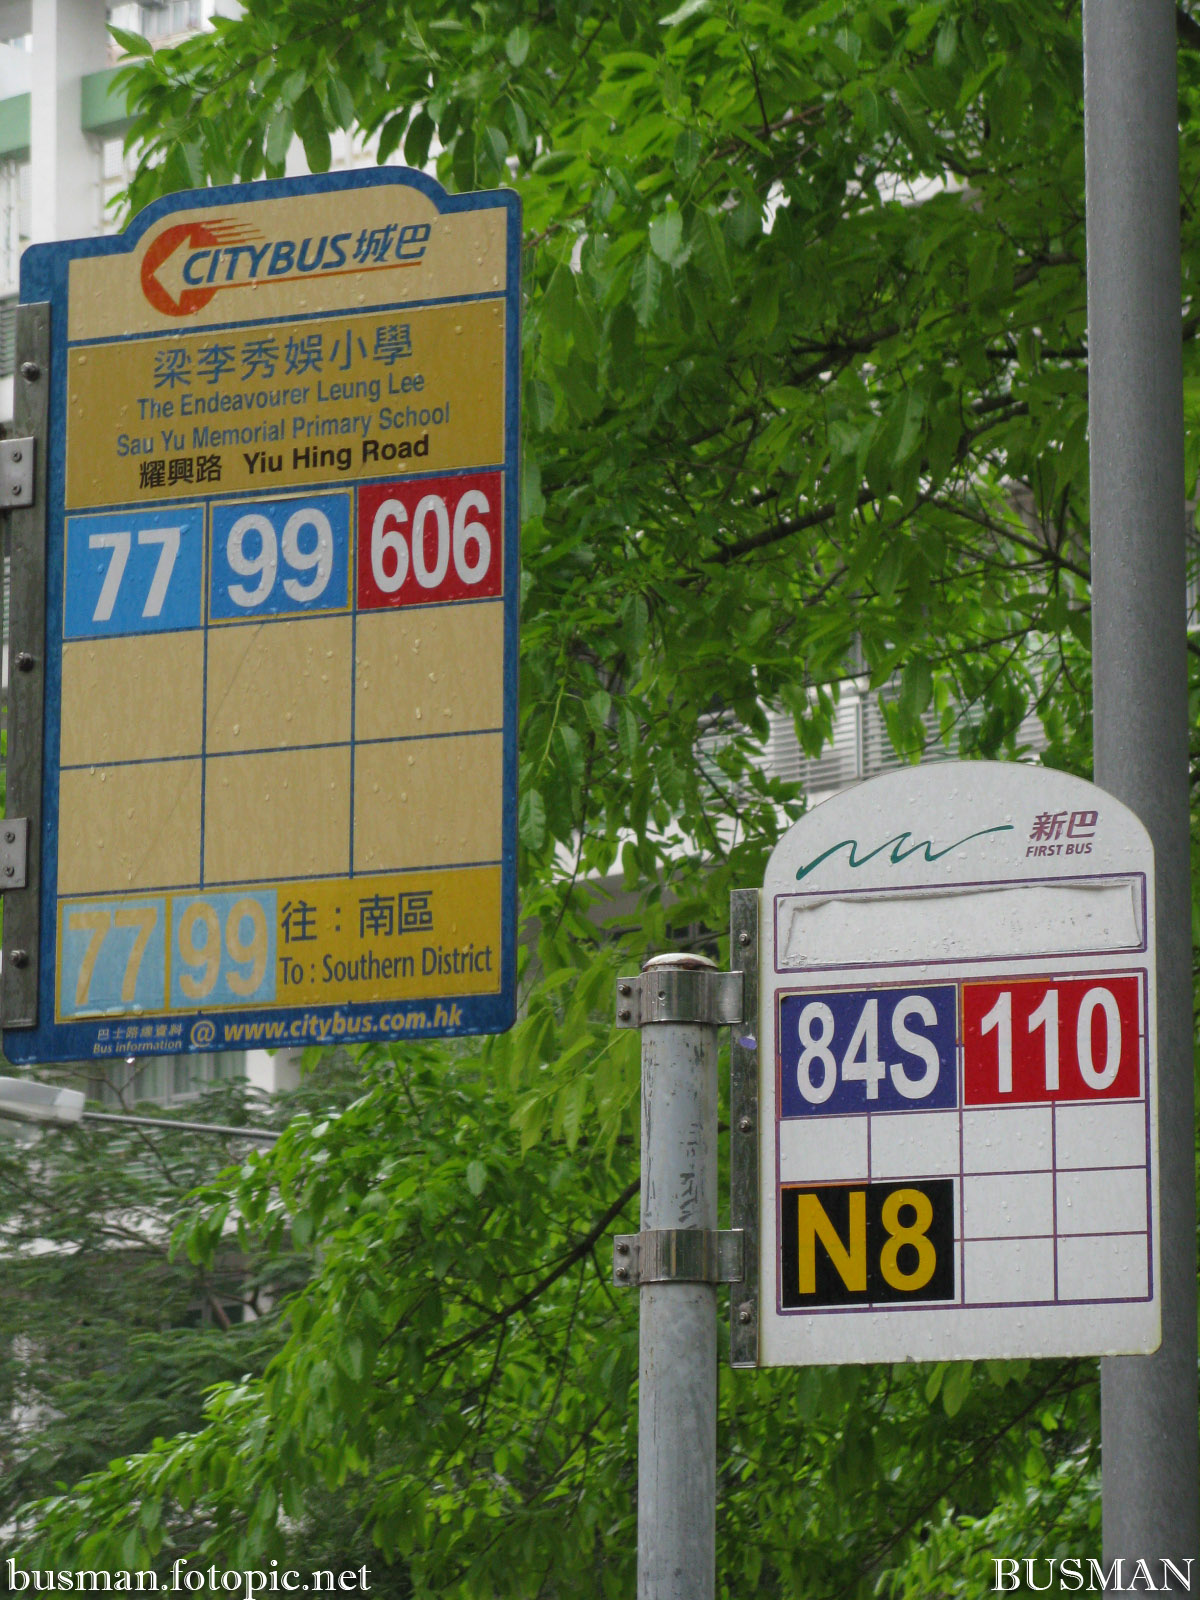 CITYBUS 城巴
梁李秀娛小學
The Endeavourer Leung Lee
Sau Yu Memorial Primary School
耀興路 Yiu Hing Road
77 99 606
77 99 往：南區
To : Southern District
巴士路線資料
Bus information @ www.citybus.com.hk
新巴
FIRST BUS
84S 110
N8
busman.fotopic.net
BUSMAN